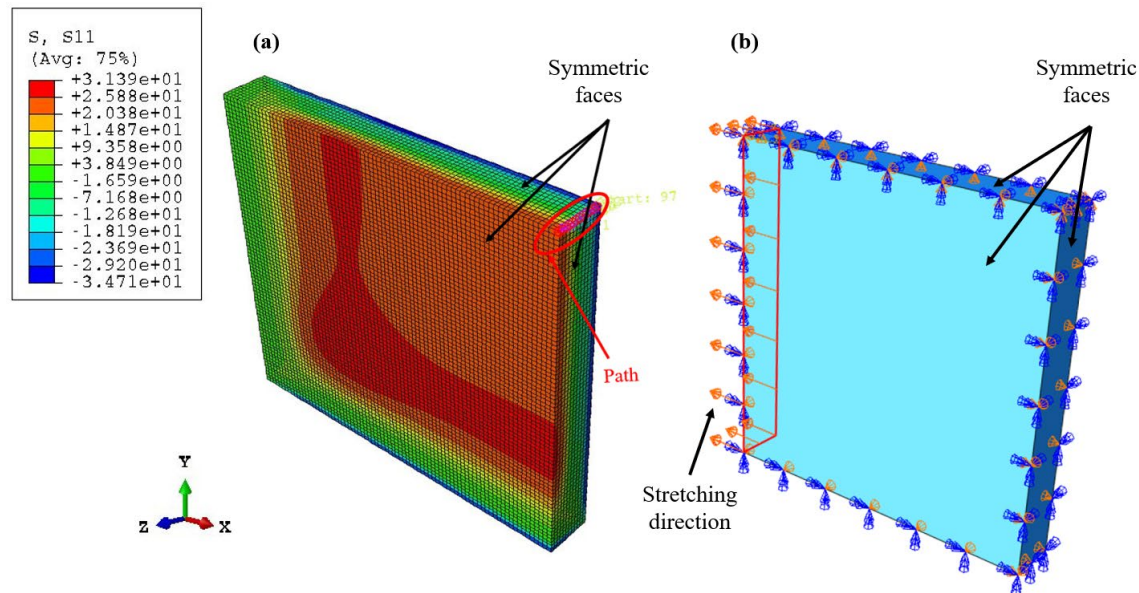 S, S11
(Avg: 75%)
+3.139e+01
+2.588e+01
+2.038e+01
+1.487e+01
+9.358e+00
+3.849e+00
-1.659e+00
-7.168e+00
-1.268e+01
-1.819e+01
-2.369e+01
-2.920e+01
-3.471e+01
(a)
Symmetric
faces
97
1
Path
Y
Z
X
(b)
Symmetric
faces
Stretching
direction